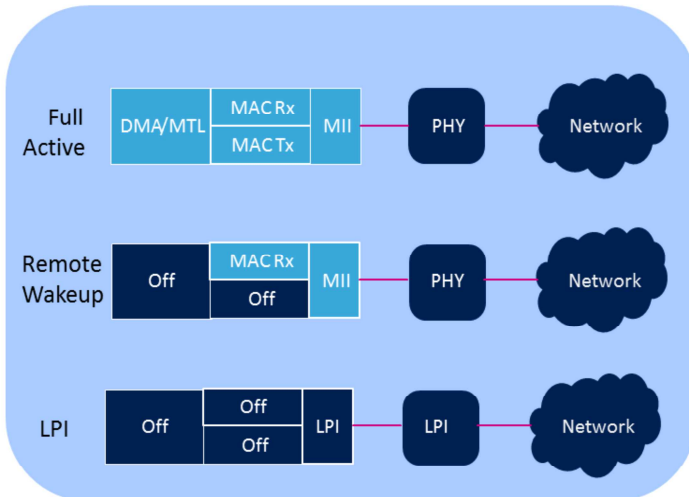 Full
Active
DMA/MTL
MAC Rx
MAC Tx
MII
PHY
Network
Remote
Wakeup
Off
MAC Rx
Off
MII
PHY
Network
LPI
Off
Off
Off
LPI
LPI
Network